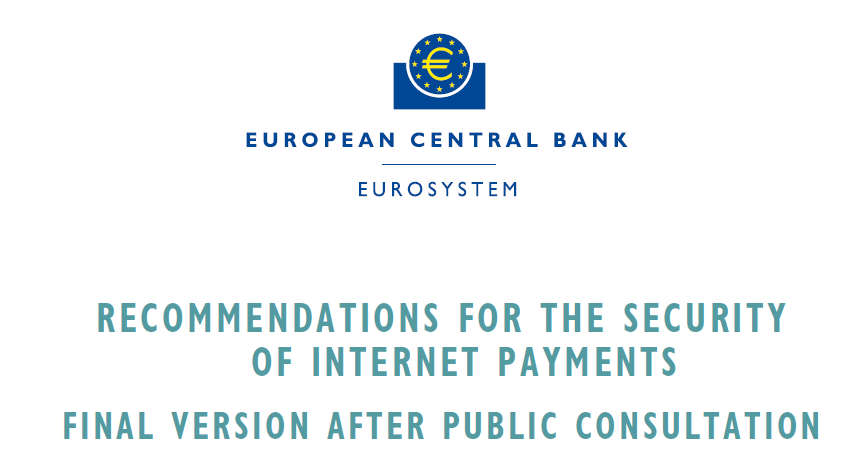 EUROPEAN CENTRAL BANK
EUROSYSTEM
RECOMMENDATIONS FOR THE SECURITY
OF INTERNET PAYMENTS
FINAL VERSION AFTER PUBLIC CONSULTATION